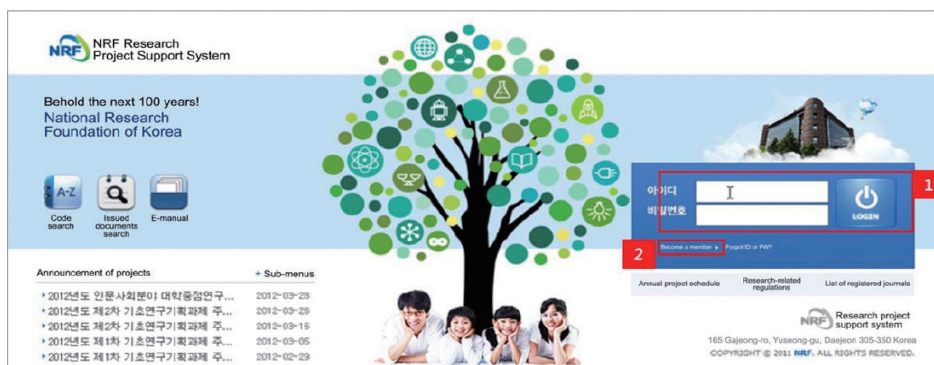 NRF
NRF Research
Project Support System
Behold the next 100 years!
National Research
Foundation of Korea
A-Z
Code
search
Issued
documents
search
E-manual
아이디
비밀번호
LOGIN
1
2
Become a member
Forgot ID or PW?
Announcement of projects
+ Sub-menus
2012년도 인문사회분야 대학중점연구... 2012-03-28
2012년도 제2차 기초연구기획과제 주... 2012-03-26
2012년도 제2차 기초연구기획과제 주... 2012-03-16
2012년도 제1차 기초연구기획과제 주... 2012-03-05
2012년도 제1차 기초연구기획과제 주... 2012-02-29
Annual project schedule
Research-related
regulations
List of registered journals
NRF
Research project
support system
165 Gajeong-ro, Yuseong-gu, Daejeon 305-350 Korea
COPYRIGHT © 2011 NRF. ALL RIGHTS RESERVED.